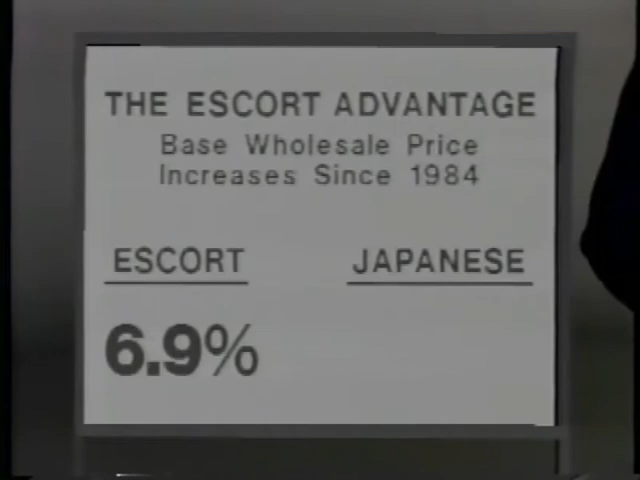 THE ESCORT ADVANTAGE
Base Wholesale Price
Increases Since 1984
ESCORT JAPANESE
6.9%